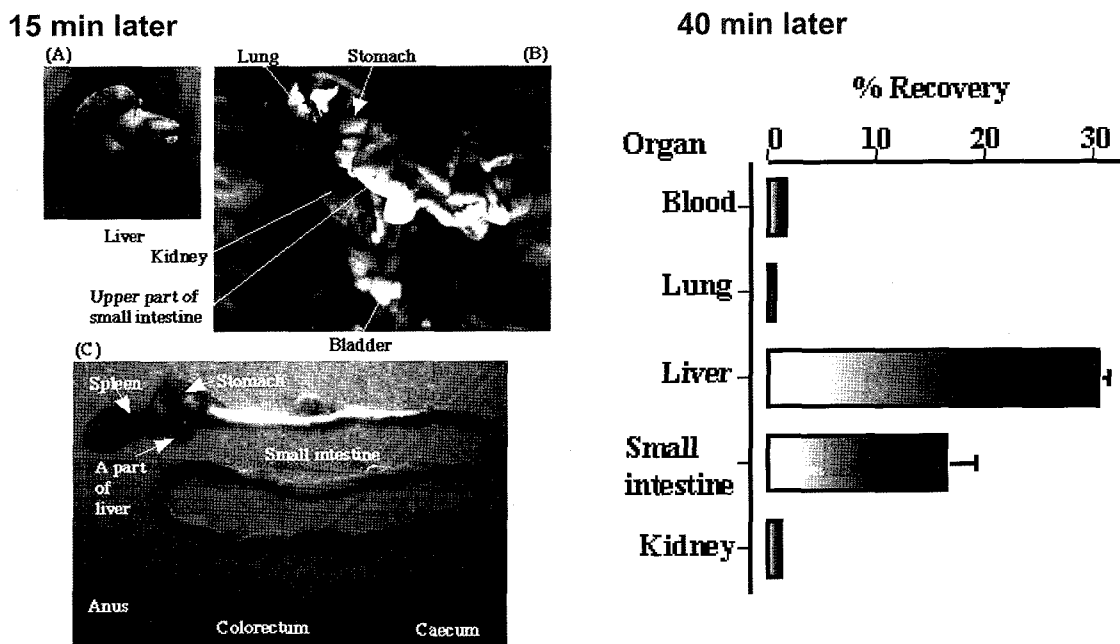 15 min later
(A)
Lung
Stomach
(B)
Liver
Kidney
Upper part of
small intestine
Bladder
(C)
Spleen
Stomach
Small intestine
A part
of
liver
Anus
Colorectum
Caecum
40 min later
% Recovery
Organ
0
10
20
30
Blood
Lung
Liver
Small
intestine
Kidney